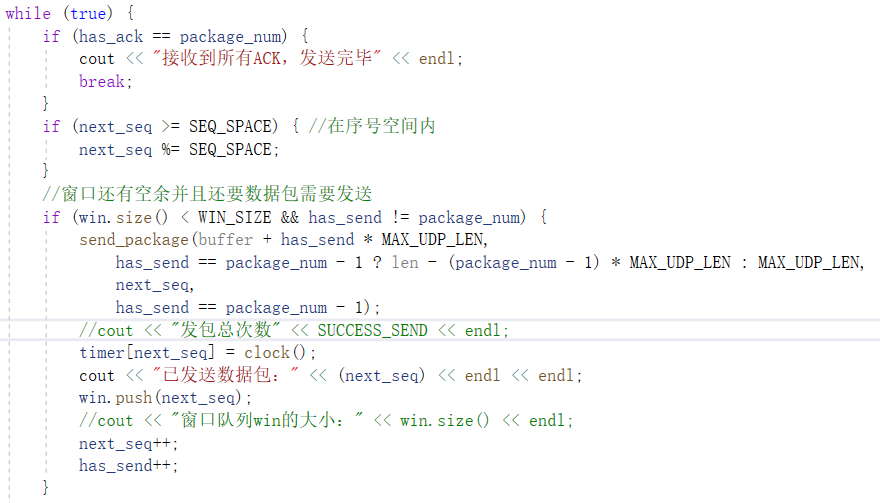 while (true) {
    if (has_ack == package_num) {
        cout << "接收到所有ACK，发送完毕" << endl;
        break;
    }
    if (next_seq >= SEQ_SPACE) { //在序号空间内
        next_seq %= SEQ_SPACE;
    }
    //窗口还有空余并且还要数据包需要发送
    if (win.size() < WIN_SIZE && has_send != package_num) {
        send_package(buffer + has_send * MAX_UDP_LEN,
            has_send == package_num - 1 ? len - (package_num - 1) * MAX_UDP_LEN : MAX_UDP_LEN,
            next_seq,
            has_send == package_num - 1);
        //cout << "发包总次数" << SUCCESS_SEND << endl;
        timer[next_seq] = clock();
        cout << "已发送数据包：" << (next_seq) << endl << endl;
        win.push(next_seq);
        //cout << "窗口队列win的大小：" << win.size() << endl;
        next_seq++;
        has_send++;
    }